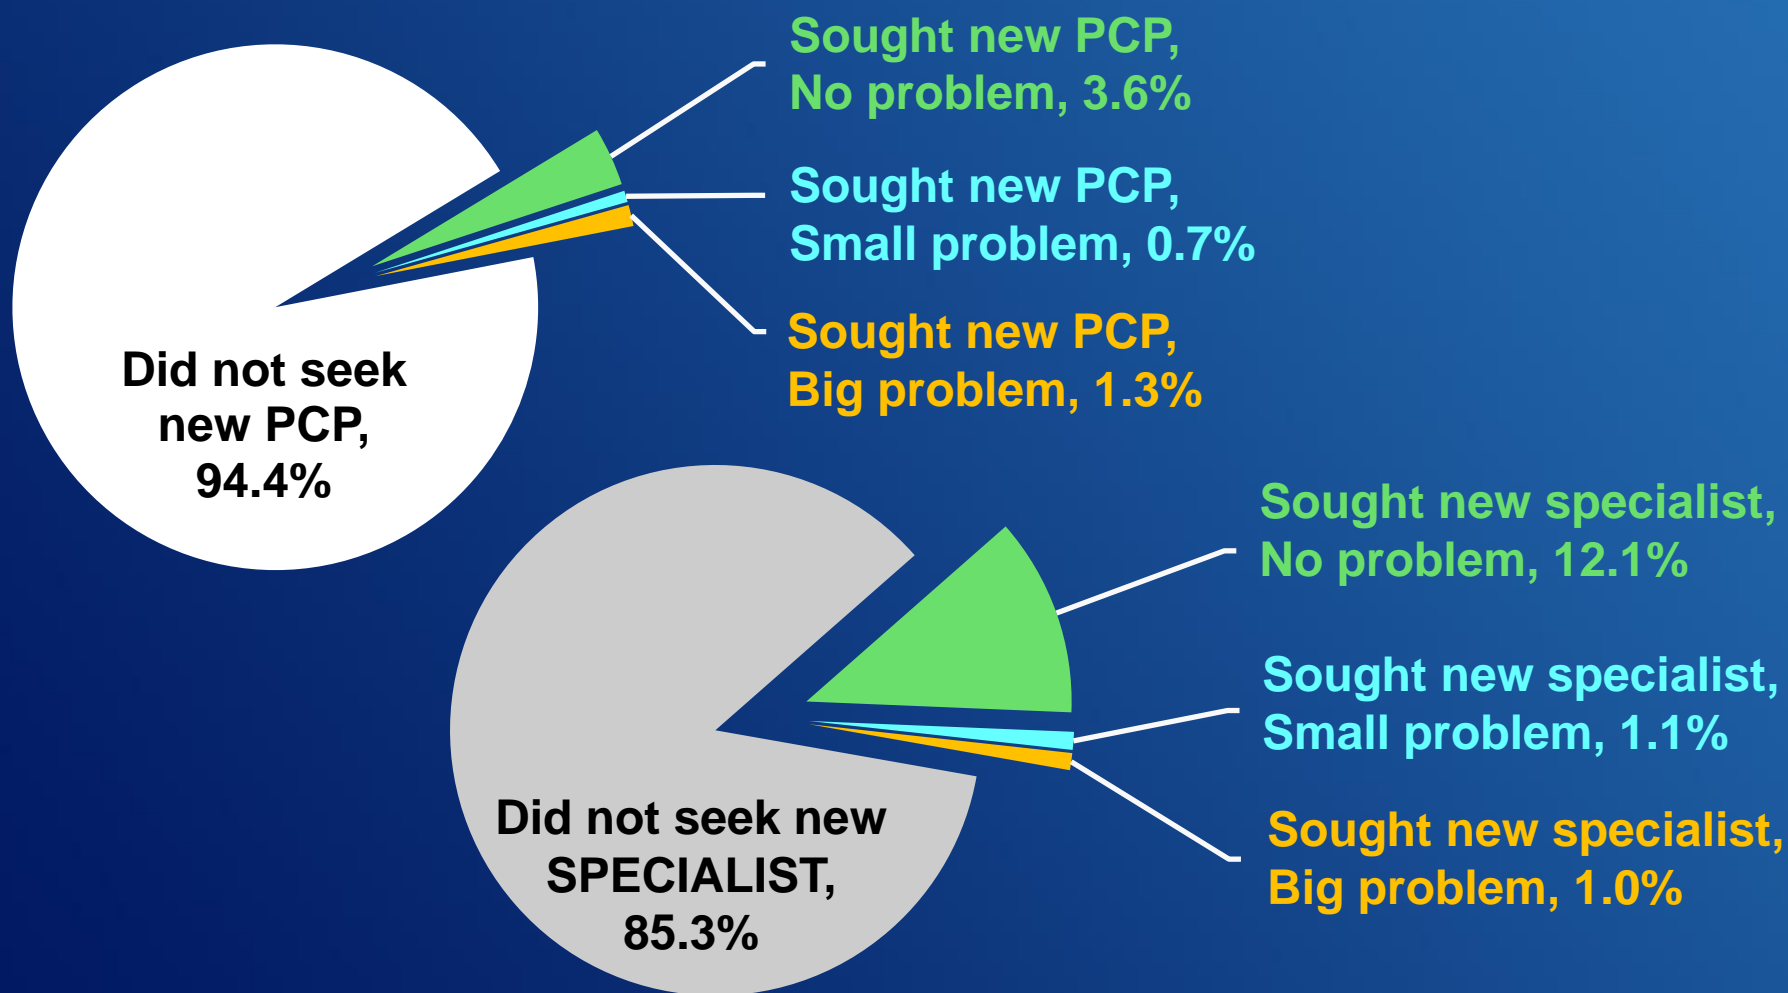 Sought new PCP,
No problem, 3.6%
Sought new PCP,
Small problem, 0.7%
Sought new PCP,
Big problem, 1.3%
Did not seek
new PCP,
94.4%
Sought new specialist,
No problem, 12.1%
Sought new specialist,
Small problem, 1.1%
Sought new specialist,
Big problem, 1.0%
Did not seek new
SPECIALIST,
85.3%